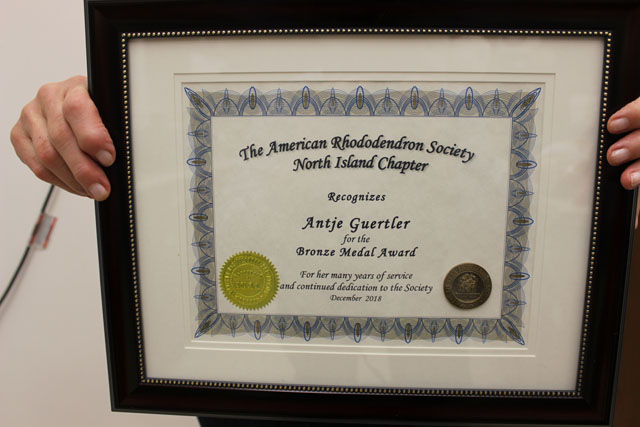 The American Rhododendron Society
North Island Chapter
Recognizes
Antje Guertler
for the
Bronze Medal Award
For her many years of service
and continued dedication to the Society
December 2018